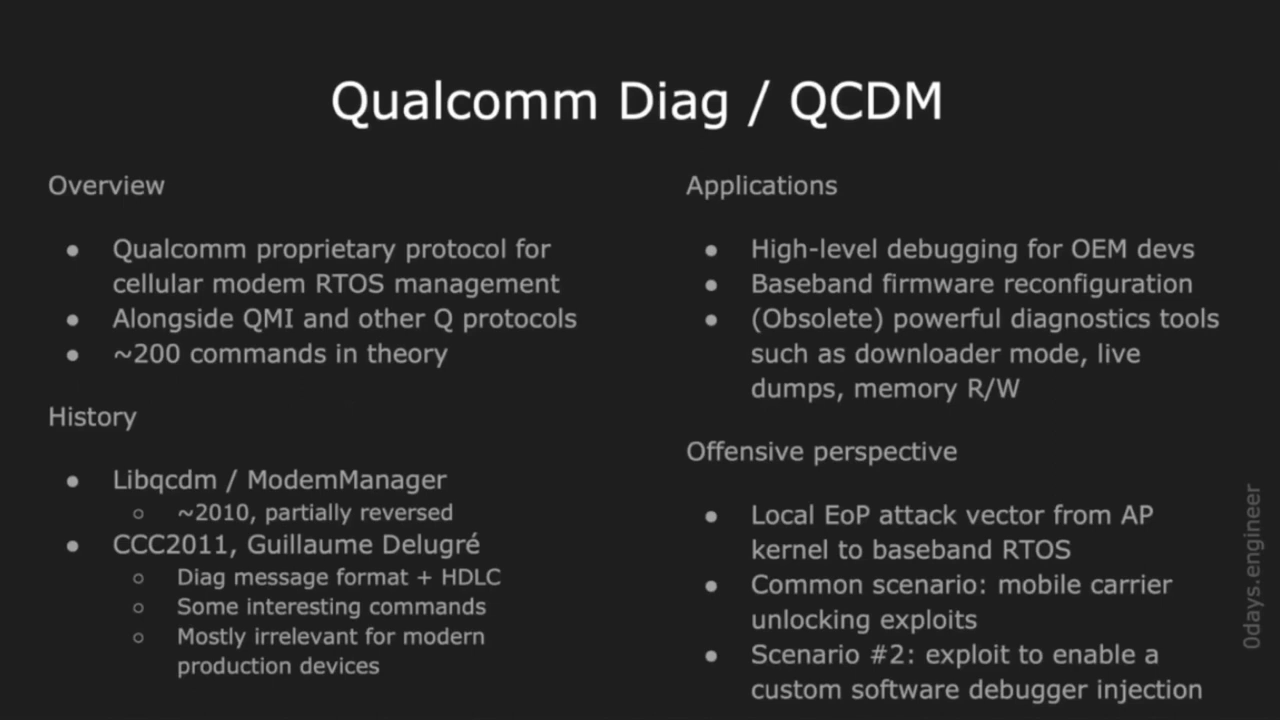 Qualcomm Diag / QCDM
Overview
● Qualcomm proprietary protocol for
cellular modem RTOS management
● Alongside QMI and other Q protocols
● ~200 commands in theory
History
● Libqcdm / ModemManager
○ ~2010, partially reversed
● CCC2011, Guillaume Delugré
○ Diag message format + HDLC
○ Some interesting commands
○ Mostly irrelevant for modern
production devices
Applications
● High-level debugging for OEM devs
● Baseband firmware reconfiguration
● (Obsolete) powerful diagnostics tools
such as downloader mode, live
dumps, memory R/W
Offensive perspective
● Local EoP attack vector from AP
kernel to baseband RTOS
● Common scenario: mobile carrier
unlocking exploits
● Scenario #2: exploit to enable a
custom software debugger injection
0days.engineer